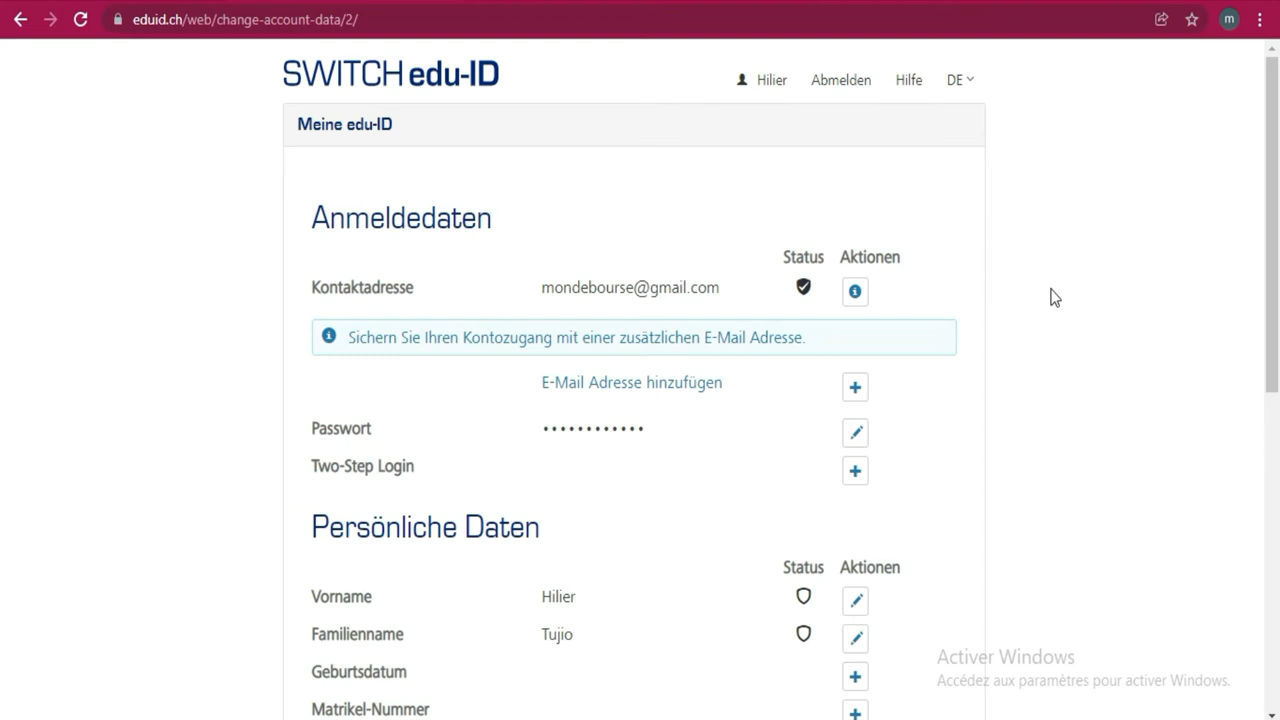 eduid.ch/web/change-account-data/2/
m
SWITCH edu-ID
Hilier Abmelden Hilfe DE
Meine edu-ID
Anmeldedaten
Status Aktionen
Kontaktadresse mondebourse@gmail.com
Sichern Sie Ihren Kontozugang mit einer zusätzlichen E-Mail Adresse.
E-Mail Adresse hinzufügen
Passwort ••••••••••••
Two-Step Login
Persönliche Daten
Status Aktionen
Vorname Hilier
Familienname Tujio
Geburtsdatum
Matrikel-Nummer
Activer Windows
Accédez aux paramètres pour activer Windows.